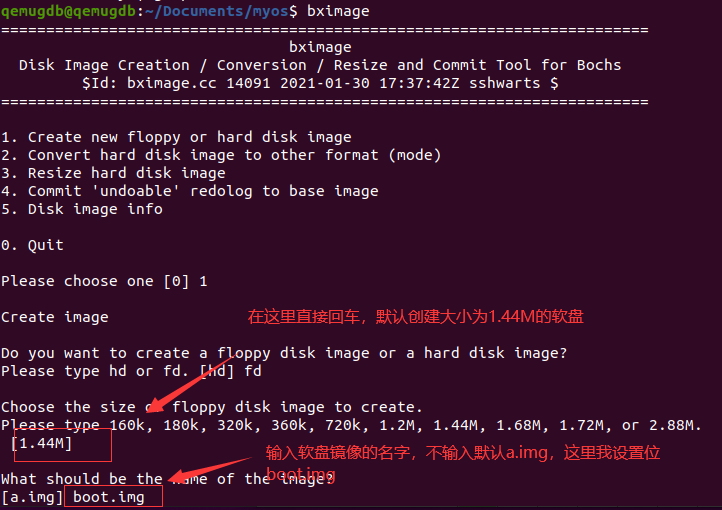 qemugdb@qemugdb:~/Documents/myos$ bximage
========================================================================
bximage
Disk Image Creation / Conversion / Resize and Commit Tool for Bochs
$Id: bximage.cc 14091 2021-01-30 17:37:42Z sshwarts $
========================================================================
1. Create new floppy or hard disk image
2. Convert hard disk image to other format (mode)
3. Resize hard disk image
4. Commit 'undoable' redolog to base image
5. Disk image info
0. Quit
Please choose one [0] 1
Create image
在这里直接回车，默认创建大小为1.44M的软盘
Do you want to create a floppy disk image or a hard disk image?
Please type hd or fd. [hd] fd
Choose the size of floppy disk image to create.
Please type 160k, 180k, 320k, 360k, 720k, 1.2M, 1.44M, 1.68M, 1.72M, or 2.88M.
[1.44M]
输入软盘镜像的名字，不输入默认a.img，这里我设置位
boot.img
What should be the name of the image?
[a.img] boot.img